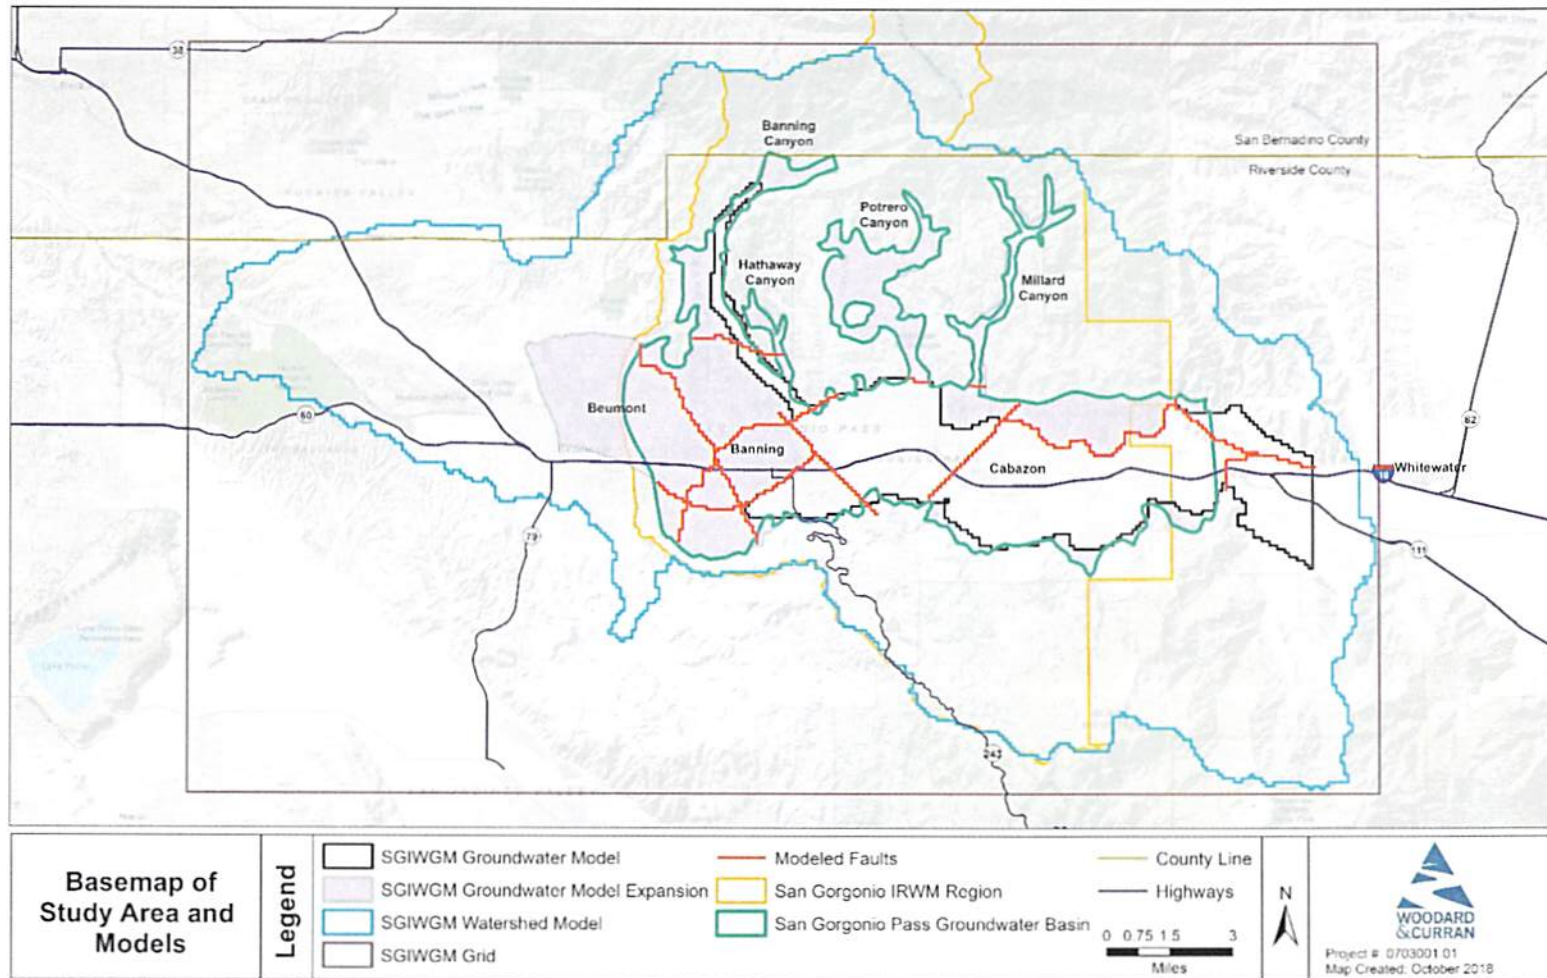 38
Banning
Canyon
San Bernadino County
Riverside County
Potrero
Canyon
Hathaway
Canyon
Millard
Canyon
Beumont
60
62
Banning
Cabazon
Whitewater
79
111
243
Basemap of
Study Area and
Models
Legend
SGIWGM Groundwater Model
SGIWGM Groundwater Model Expansion
SGIWGM Watershed Model
SGIWGM Grid
Modeled Faults
San Gorgonio IRWM Region
San Gorgonio Pass Groundwater Basin
County Line
Highways
0 0.75 1.5 3
Miles
N
WOODARD
&CURRAN
Project #: 0703001.01
Map Created: October 2018